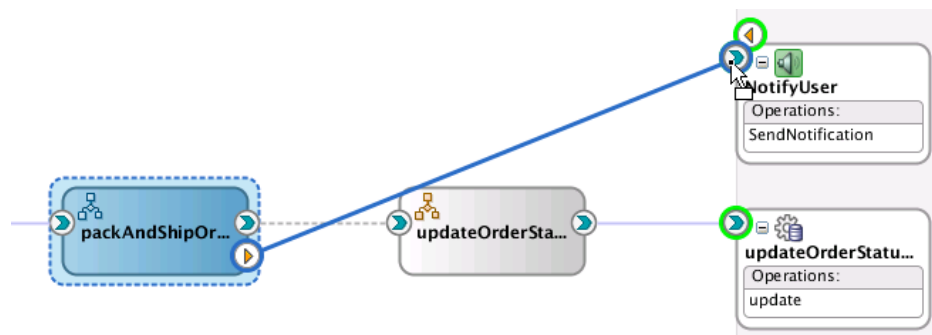 NotifyUser
Operations:
SendNotification
packAndShipOr...
updateOrderSta...
updateOrderStatu...
Operations:
update